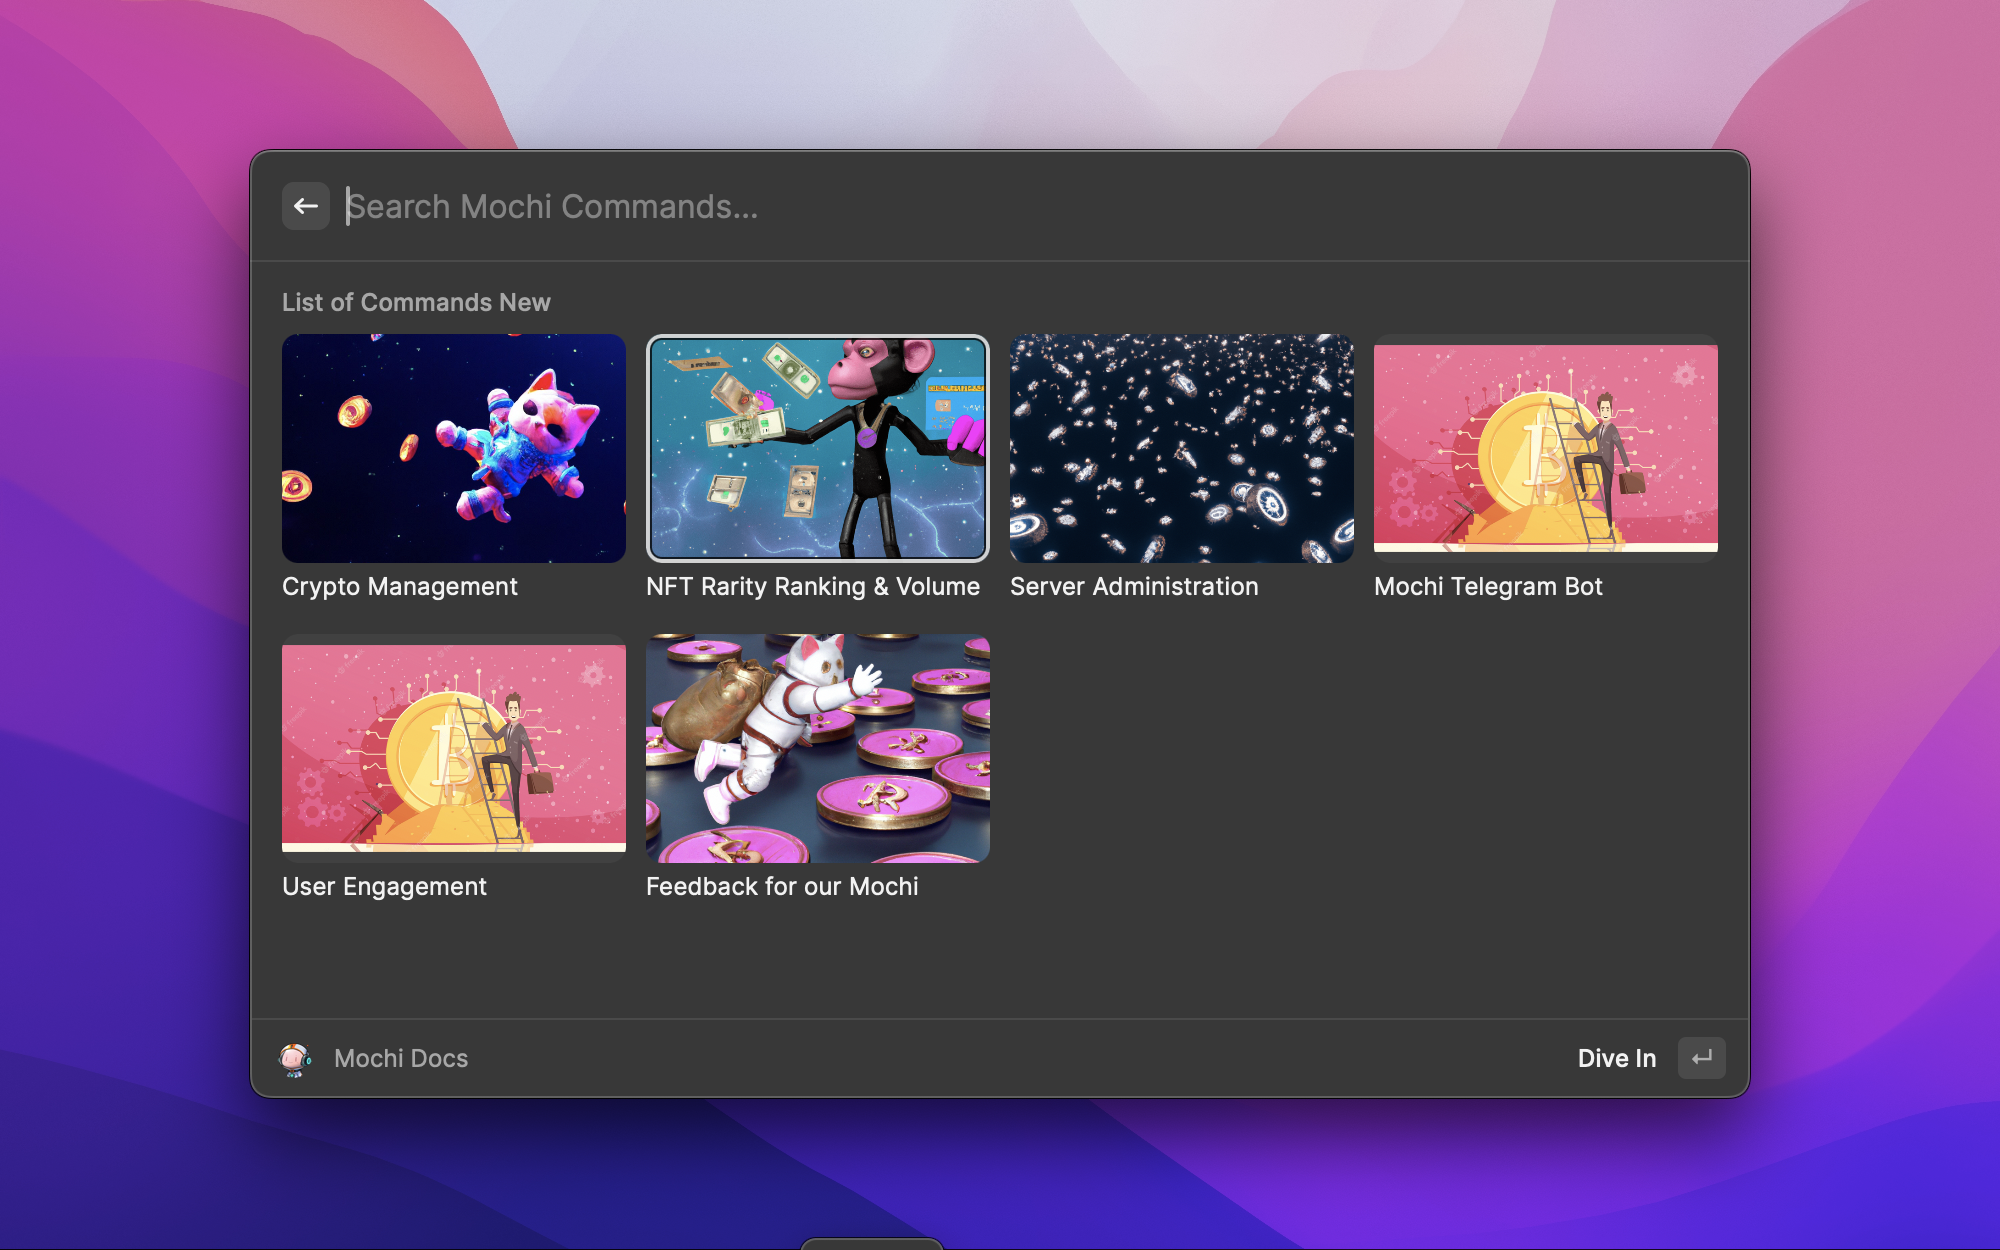 Search Mochi Commands...
List of Commands New
Crypto Management
NFT Rarity Ranking & Volume
Server Administration
Mochi Telegram Bot
User Engagement
Feedback for our Mochi
Mochi Docs
Dive In